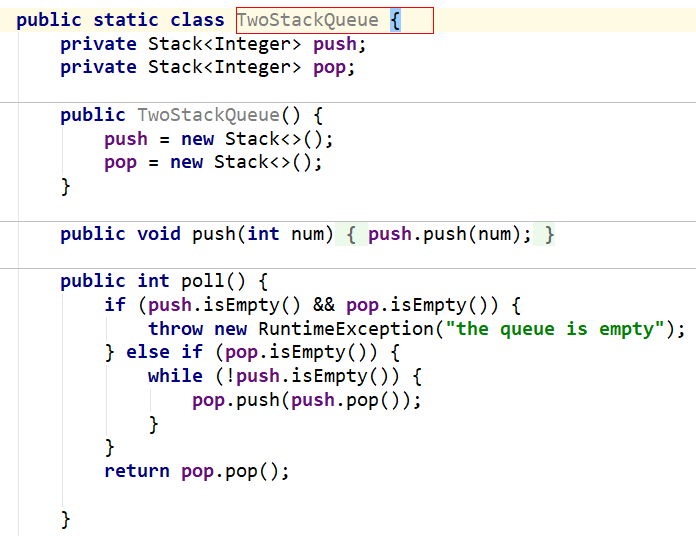 public static class TwoStackQueue {
    private Stack<Integer> push;
    private Stack<Integer> pop;
    public TwoStackQueue() {
        push = new Stack<>();
        pop = new Stack<>();
    }
    public void push(int num) { push.push(num); }
    public int poll() {
        if (push.isEmpty() && pop.isEmpty()) {
            throw new RuntimeException("the queue is empty");
        } else if (pop.isEmpty()) {
            while (!push.isEmpty()) {
                pop.push(push.pop());
            }
        }
        return pop.pop();
    }